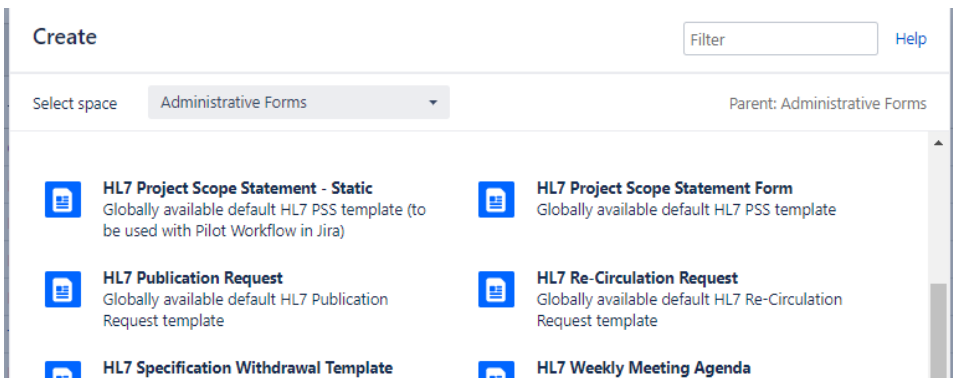 Create
Filter
Help
Select space
Administrative Forms
Parent: Administrative Forms
HL7 Project Scope Statement - Static
Globally available default HL7 PSS template (to
be used with Pilot Workflow in Jira)
HL7 Project Scope Statement Form
Globally available default HL7 PSS template
HL7 Publication Request
Globally available default HL7 Publication
Request template
HL7 Re-Circulation Request
Globally available default HL7 Re-Circulation
Request template
HL7 Specification Withdrawal Template
HL7 Weekly Meeting Agenda